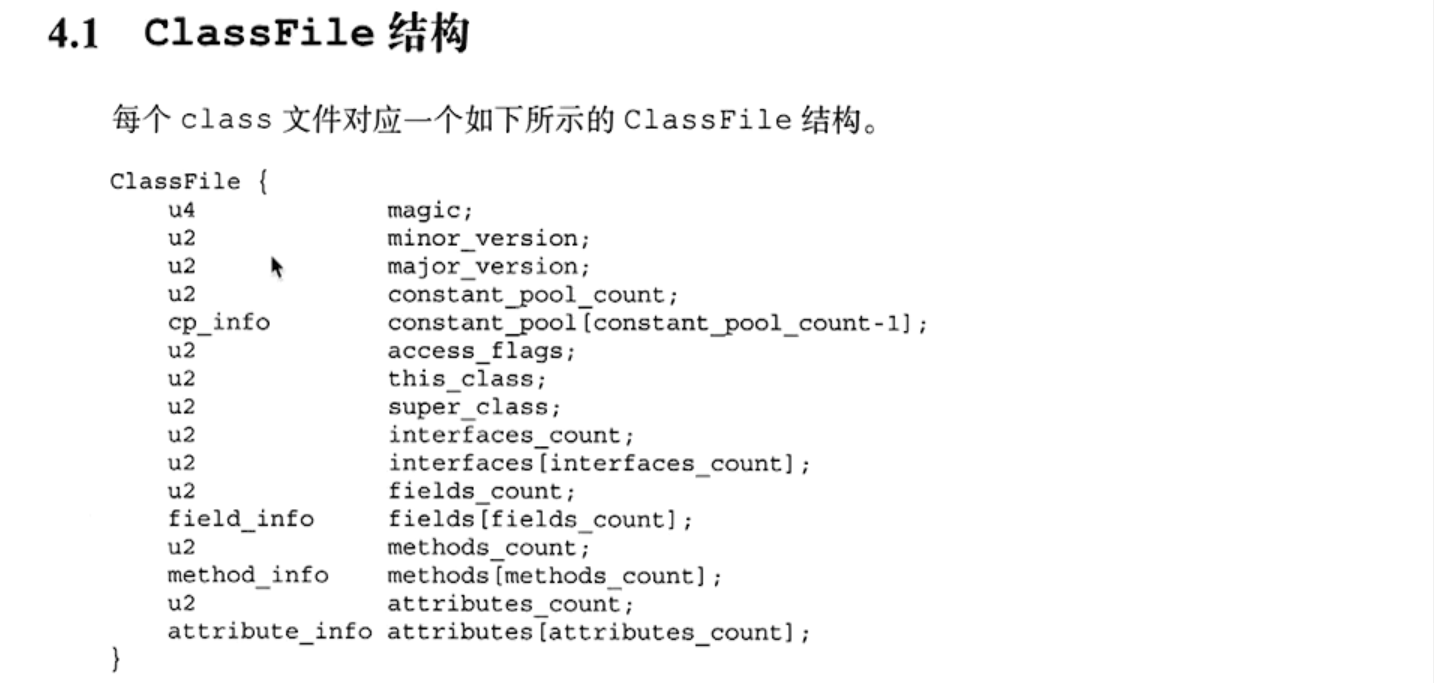 4.1 ClassFile 结构
每个 class 文件对应一个如下所示的 ClassFile 结构。
ClassFile {
u4 magic;
u2 minor_version;
u2 major_version;
u2 constant_pool_count;
cp_info constant_pool[constant_pool_count-1];
u2 access_flags;
u2 this_class;
u2 super_class;
u2 interfaces_count;
u2 interfaces[interfaces_count];
u2 fields_count;
field_info fields[fields_count];
u2 methods_count;
method_info methods[methods_count];
u2 attributes_count;
attribute_info attributes[attributes_count];
}